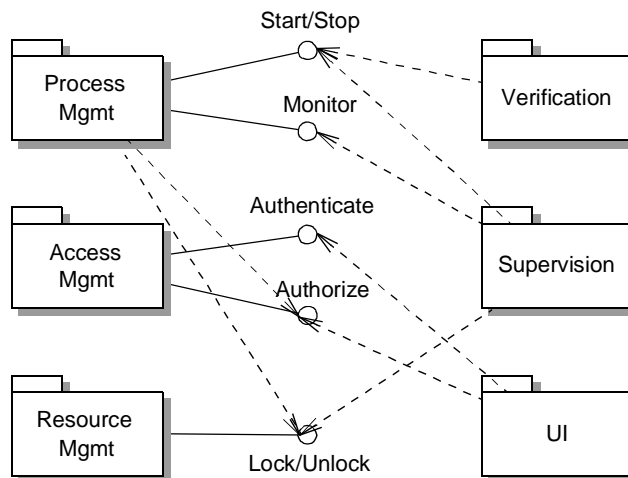 Start/Stop
Process
Mgmt
Verification
Monitor
Authenticate
Access
Mgmt
Supervision
Authorize
Resource
Mgmt
UI
Lock/Unlock